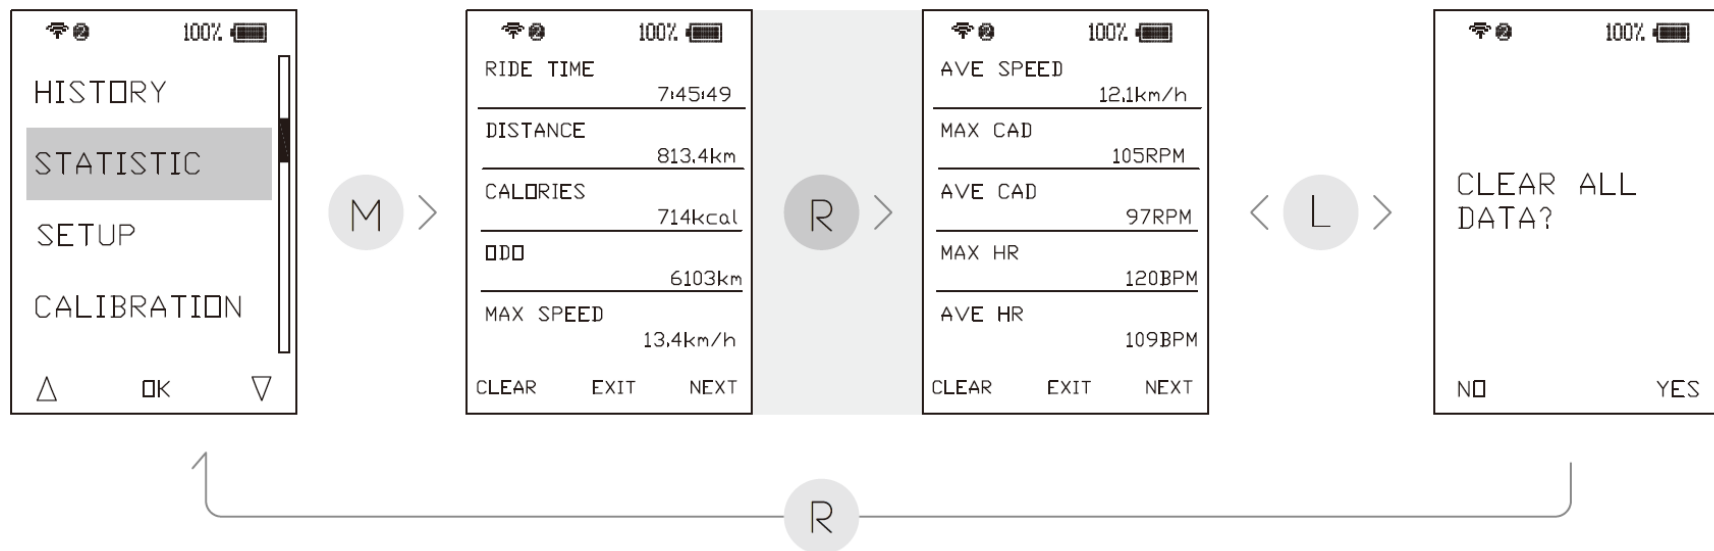 100%
HISTORY
STATISTIC
SETUP
CALIBRATION
OK
M
100%
RIDE TIME
7:45:49
DISTANCE
813.4km
CALORIES
714kcal
ODO
6103km
MAX SPEED
13.4km/h
CLEAR EXIT NEXT
R
100%
AVE SPEED
12.1km/h
MAX CAD
105RPM
AVE CAD
97RPM
MAX HR
120BPM
AVE HR
109BPM
CLEAR EXIT NEXT
L
100%
CLEAR ALL
DATA?
NO YES
R